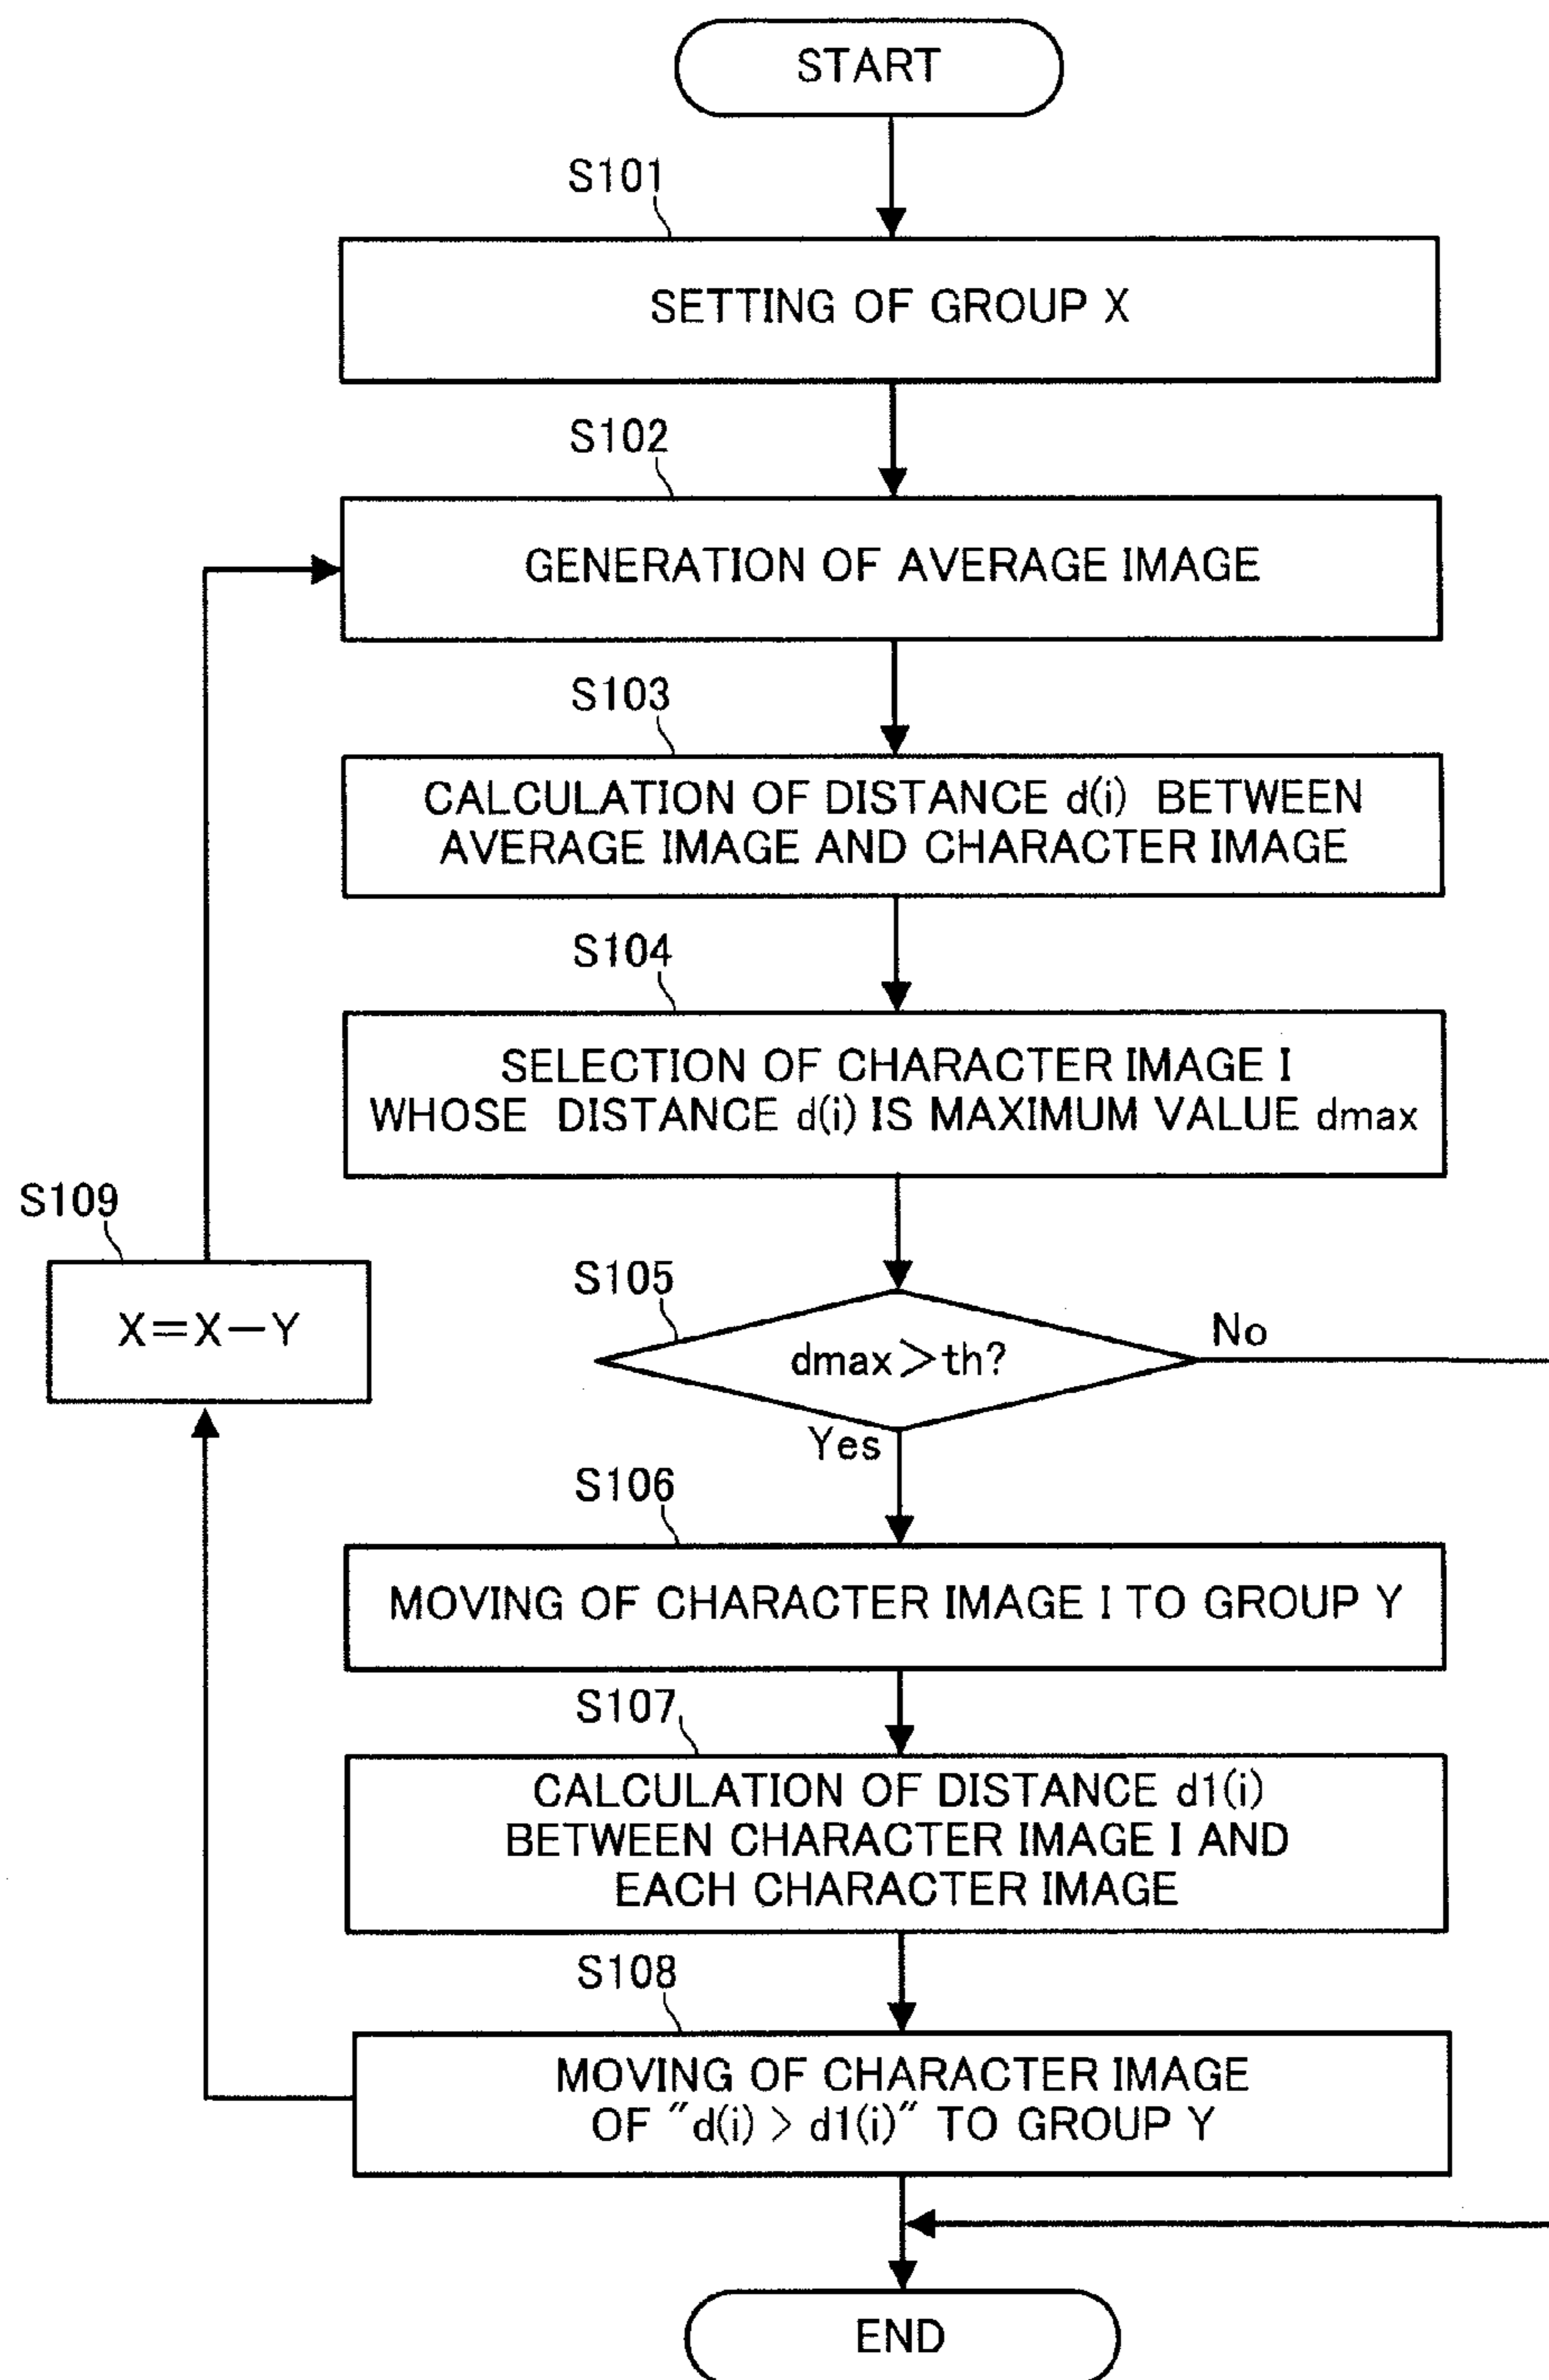 START
S101
SETTING OF GROUP X
S102
GENERATION OF AVERAGE IMAGE
S103
CALCULATION OF DISTANCE d(i) BETWEEN
AVERAGE IMAGE AND CHARACTER IMAGE
S104
SELECTION OF CHARACTER IMAGE I
WHOSE DISTANCE d(i) IS MAXIMUM VALUE dmax
S109
X=X-Y
S105
dmax>th?
No
Yes
S106
MOVING OF CHARACTER IMAGE I TO GROUP Y
S107
CALCULATION OF DISTANCE d1(i)
BETWEEN CHARACTER IMAGE I AND
EACH CHARACTER IMAGE
S108
MOVING OF CHARACTER IMAGE
OF "d(i) > d1(i)" TO GROUP Y
END